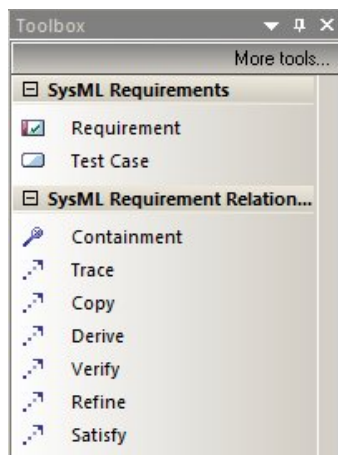 Toolbox
More tools...
SysML Requirements
Requirement
Test Case
SysML Requirement Relation...
Containment
Trace
Copy
Derive
Verify
Refine
Satisfy